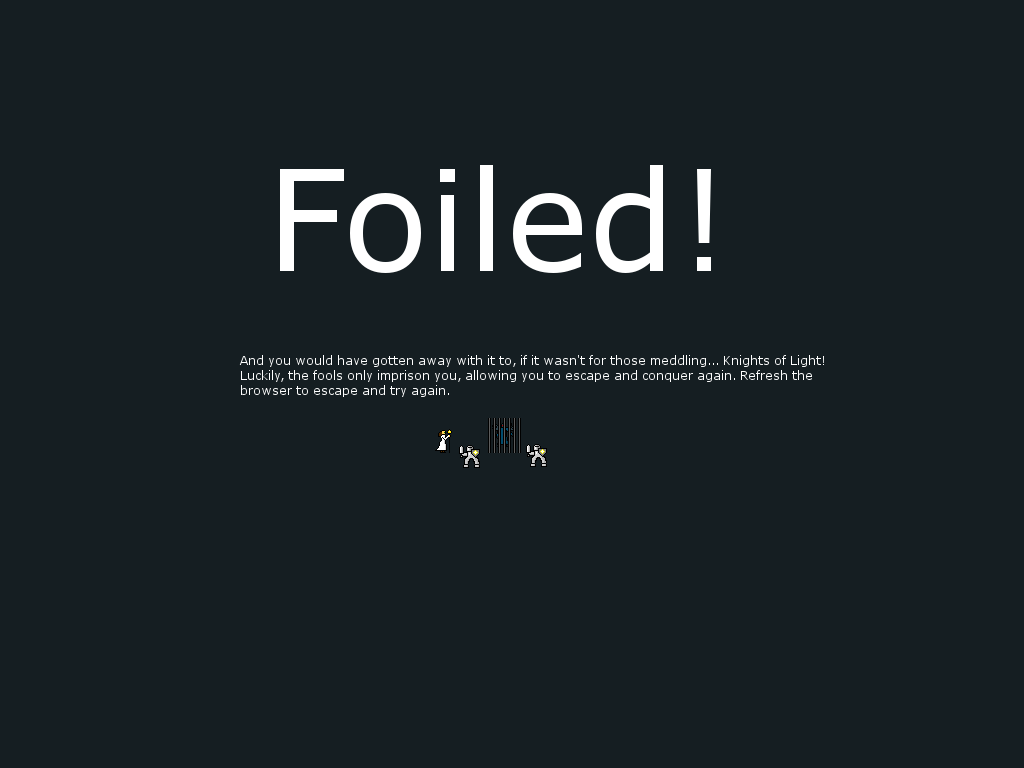 Foiled!
And you would have gotten away with it to, if it wasn't for those meddling... Knights of Light!
Luckily, the fools only imprison you, allowing you to escape and conquer again. Refresh the
browser to escape and try again.